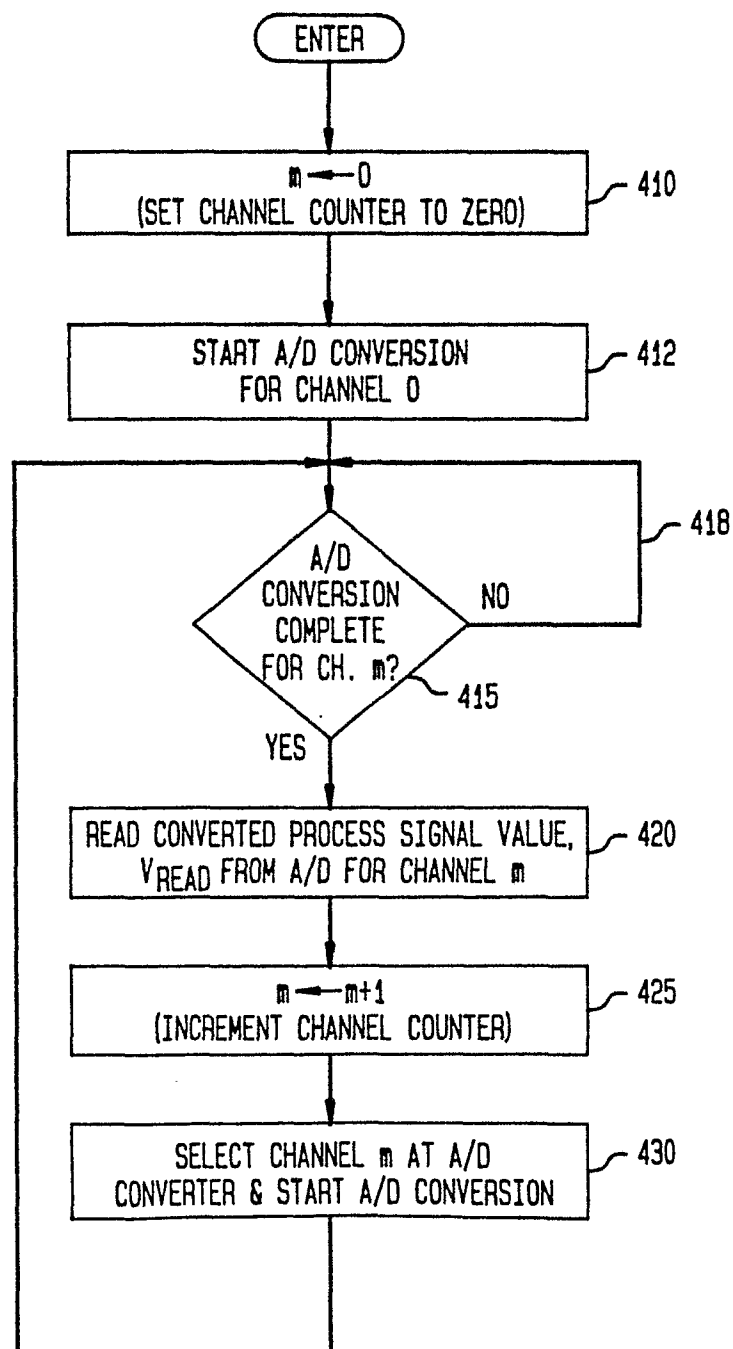 ENTER
m ← 0
(SET CHANNEL COUNTER TO ZERO)
410
START A/D CONVERSION
FOR CHANNEL 0
412
418
A/D
CONVERSION
COMPLETE
FOR CH. m?
NO
415
YES
READ CONVERTED PROCESS SIGNAL VALUE,
VREAD FROM A/D FOR CHANNEL m
420
m ← m+1
(INCREMENT CHANNEL COUNTER)
425
SELECT CHANNEL m AT A/D
CONVERTER & START A/D CONVERSION
430